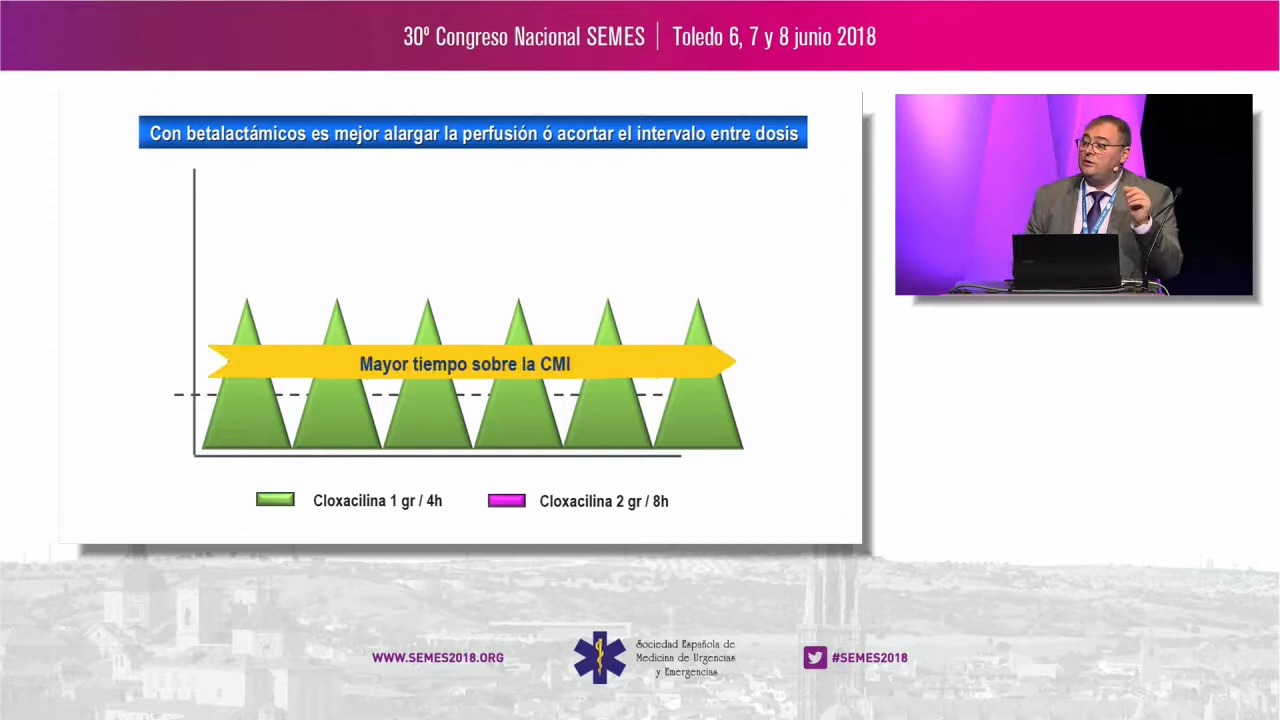 30º Congreso Nacional SEMES | Toledo 6, 7 y 8 junio 2018
Con betalactámicos es mejor alargar la perfusión ó acortar el intervalo entre dosis
Mayor tiempo sobre la CMI
Cloxacilina 1 gr / 4h
Cloxacilina 2 gr / 8h
WWW.SEMES2018.ORG
Sociedad Española de
Medicina de Urgencias
y Emergencias
#SEMES2018